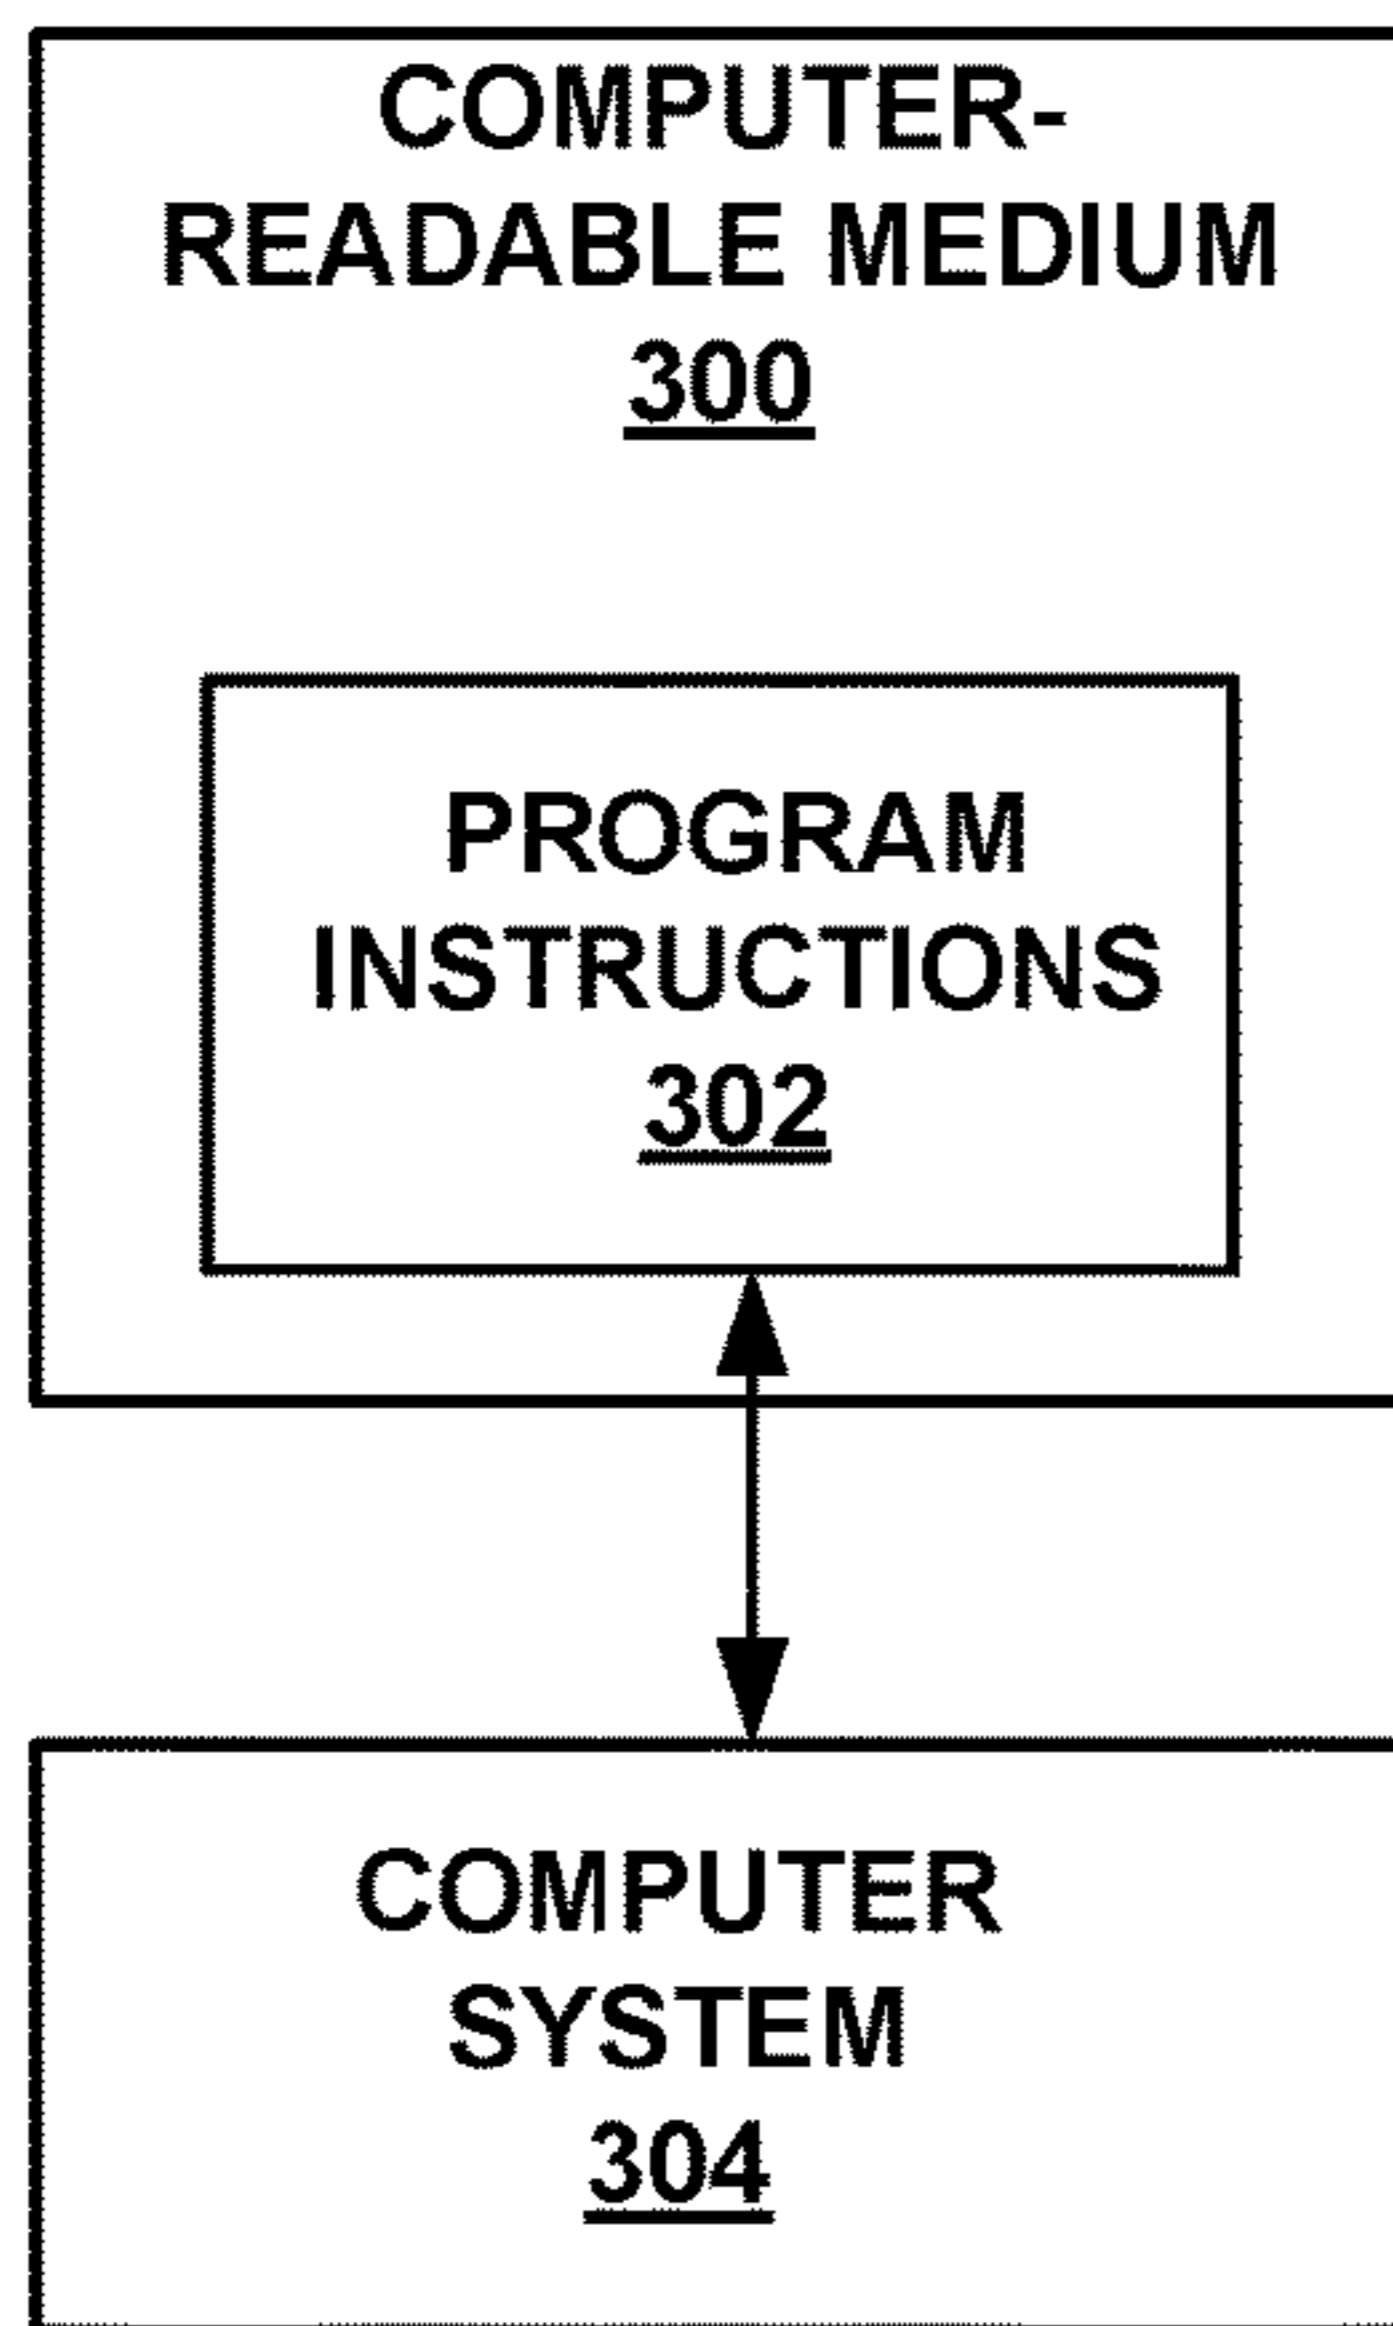 COMPUTER-
READABLE MEDIUM
300
PROGRAM
INSTRUCTIONS
302
COMPUTER
SYSTEM
304